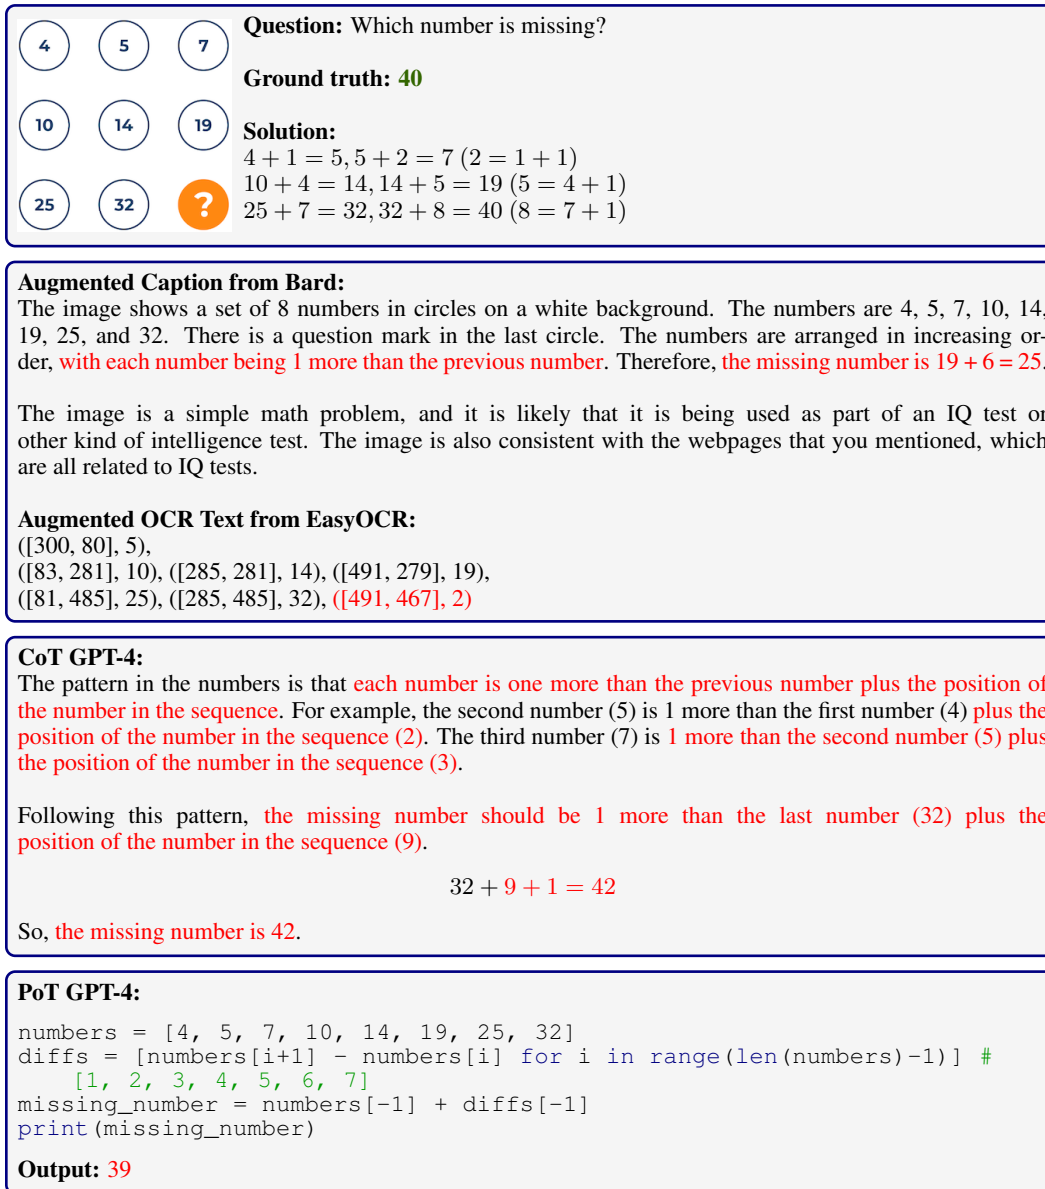 4 5 7
Question: Which number is missing?
Ground truth: 40
10 14 19
Solution:
4 + 1 = 5, 5 + 2 = 7 (2 = 1 + 1)
10 + 4 = 14, 14 + 5 = 19 (5 = 4 + 1)
25 32 ?
25 + 7 = 32, 32 + 8 = 40 (8 = 7 + 1)
Augmented Caption from Bard:
The image shows a set of 8 numbers in circles on a white background. The numbers are 4, 5, 7, 10, 14,
19, 25, and 32. There is a question mark in the last circle. The numbers are arranged in increasing or-
der, with each number being 1 more than the previous number. Therefore, the missing number is 19 + 6 = 25.
The image is a simple math problem, and it is likely that it is being used as part of an IQ test or
other kind of intelligence test. The image is also consistent with the webpages that you mentioned, which
are all related to IQ tests.
Augmented OCR Text from EasyOCR:
([300, 80], 5),
([83, 281], 10), ([285, 281], 14), ([491, 279], 19),
([81, 485], 25), ([285, 485], 32), ([491, 467], 2)
CoT GPT-4:
The pattern in the numbers is that each number is one more than the previous number plus the position of
the number in the sequence. For example, the second number (5) is 1 more than the first number (4) plus the
position of the number in the sequence (2). The third number (7) is 1 more than the second number (5) plus
the position of the number in the sequence (3).
Following this pattern, the missing number should be 1 more than the last number (32) plus the
position of the number in the sequence (9).
32 + 9 + 1 = 42
So, the missing number is 42.
PoT GPT-4:
numbers = [4, 5, 7, 10, 14, 19, 25, 32]
diffs = [numbers[i+1] - numbers[i] for i in range(len(numbers)-1)] #
[1, 2, 3, 4, 5, 6, 7]
missing_number = numbers[-1] + diffs[-1]
print(missing_number)
Output: 39